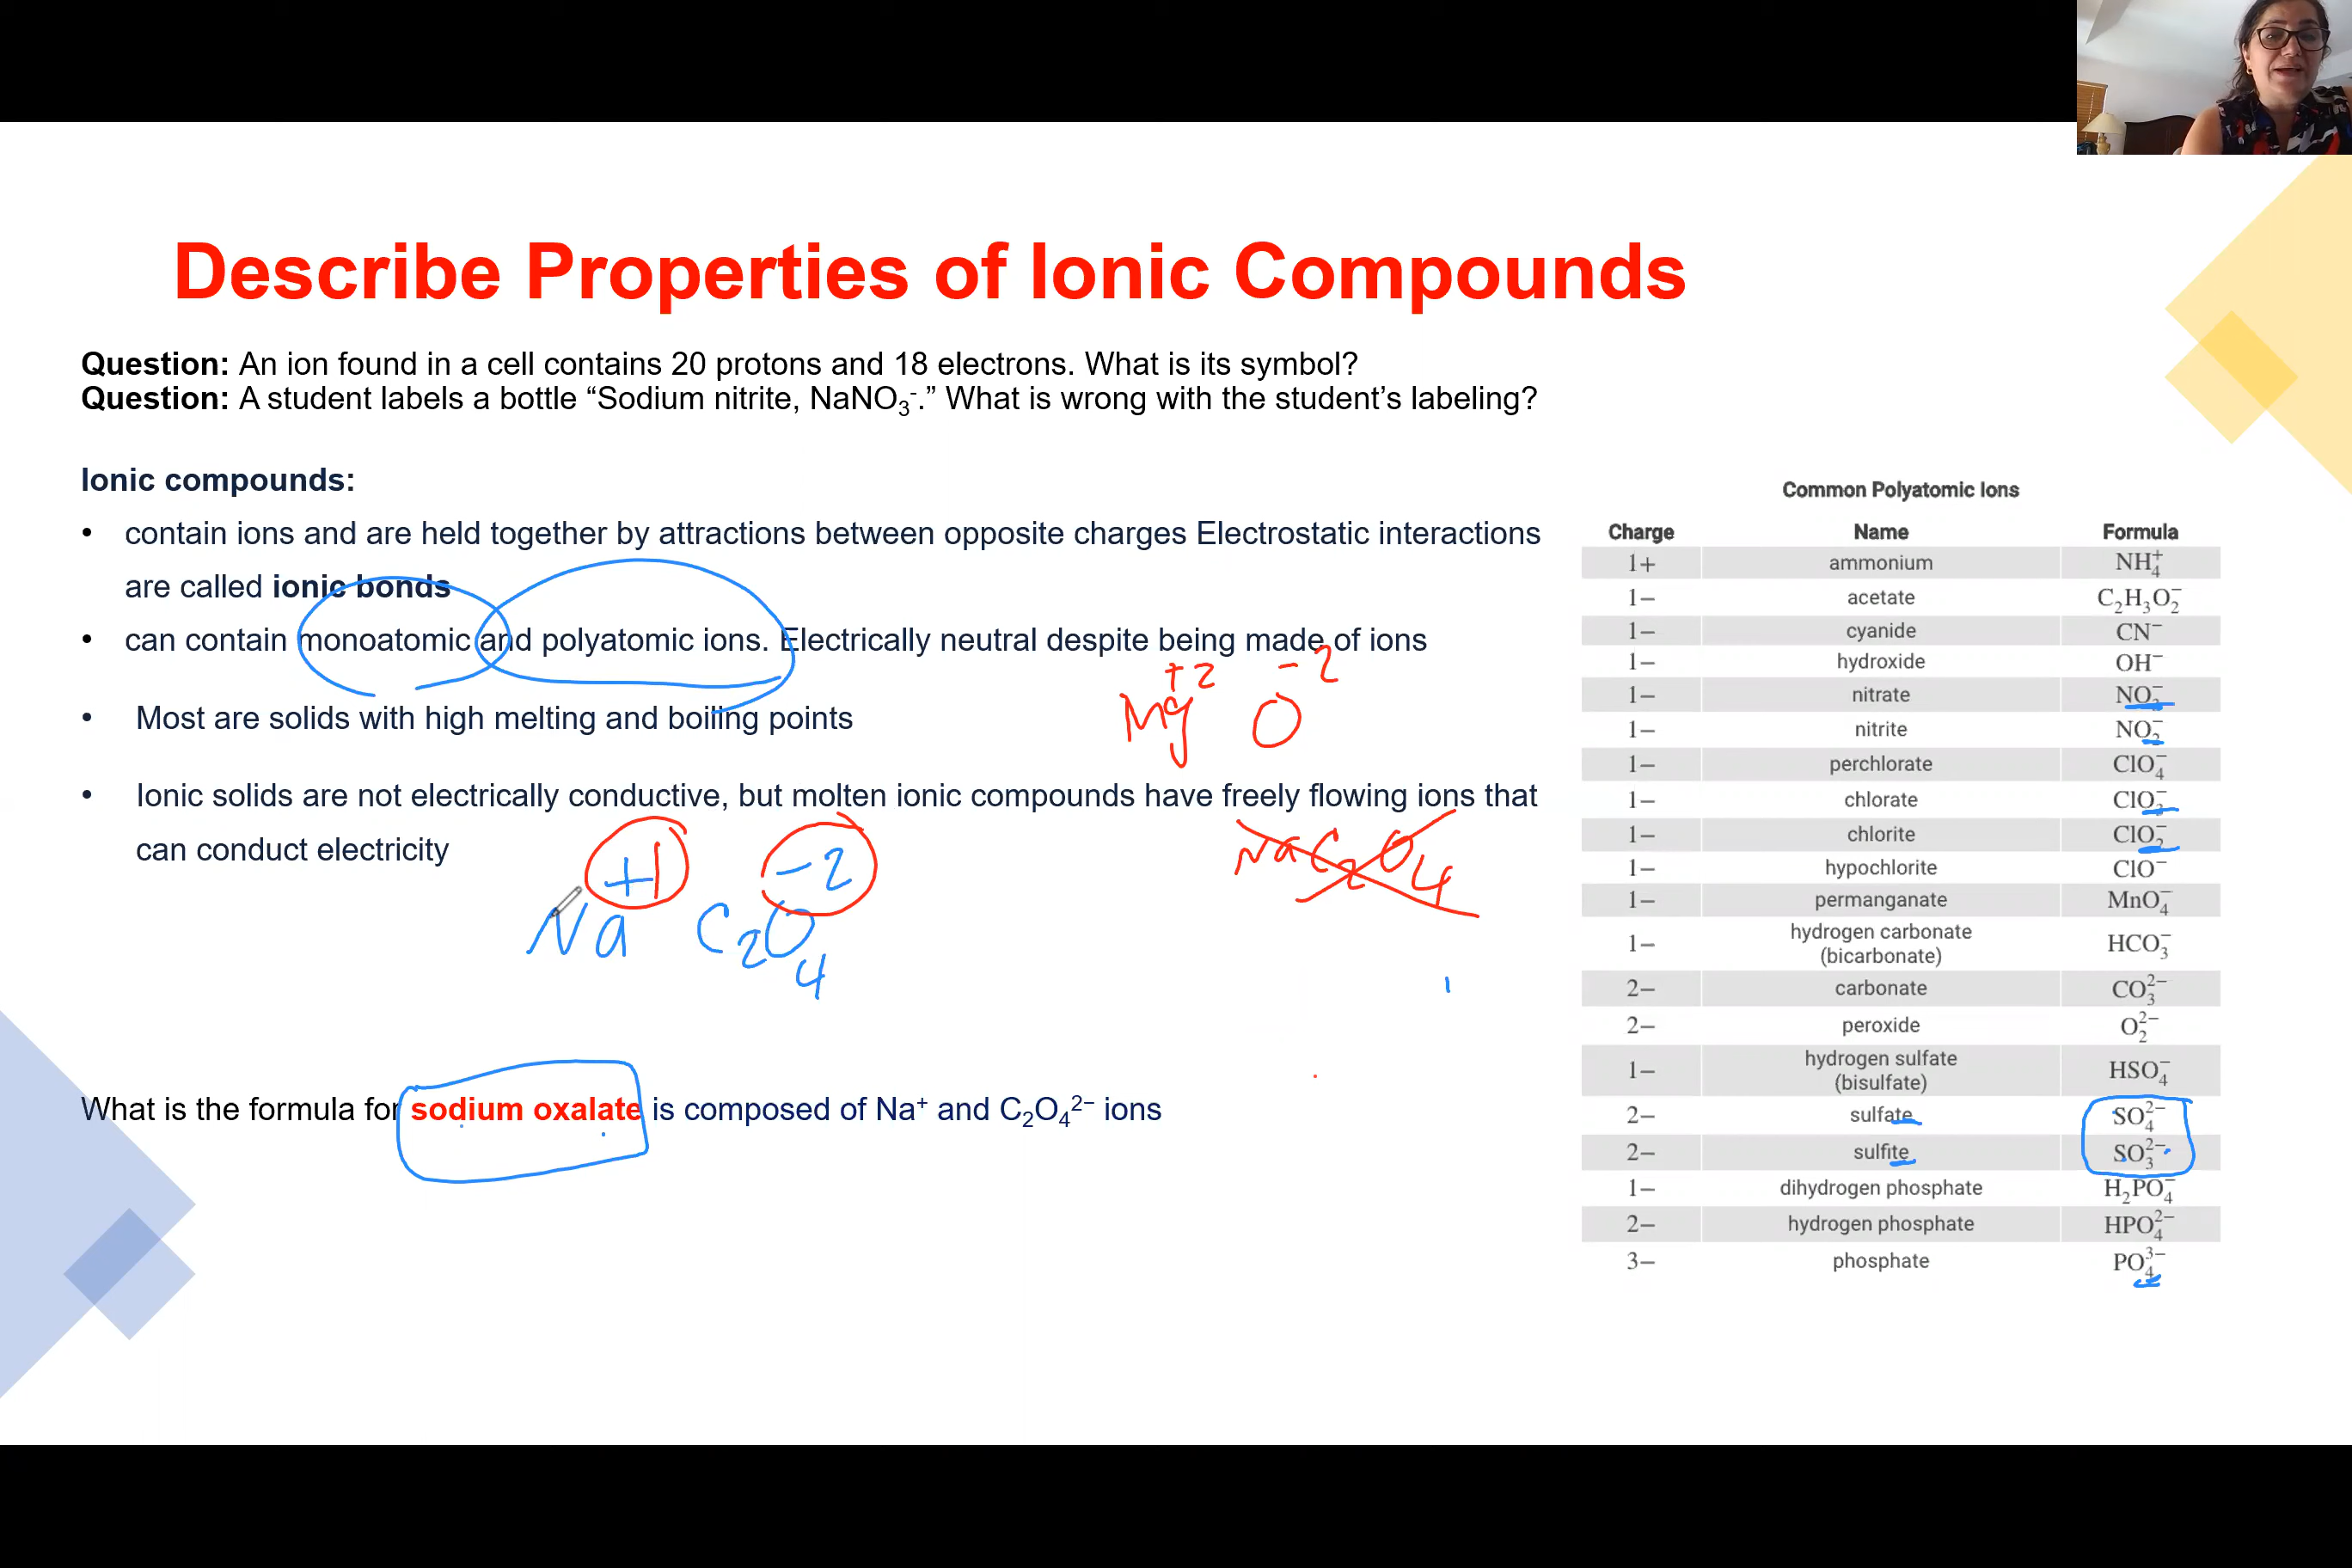 Describe Properties of Ionic Compounds
Question: An ion found in a cell contains 20 protons and 18 electrons. What is its symbol?
Question: A student labels a bottle “Sodium nitrite, NaNO₃⁻.” What is wrong with the student’s labeling?
Ionic compounds:
• contain ions and are held together by attractions between opposite charges Electrostatic interactions
are called ionic bonds
• can contain monoatomic and polyatomic ions. Electrically neutral despite being made of ions
Mg⁺² O⁻²
• Most are solids with high melting and boiling points
• Ionic solids are not electrically conductive, but molten ionic compounds have freely flowing ions that
can conduct electricity
NaC₂O₄
Na⁺¹ C₂O₄⁻²
What is the formula for sodium oxalate is composed of Na⁺ and C₂O₄²⁻ ions
Common Polyatomic Ions
Charge Name Formula
1+ ammonium NH₄⁺
1− acetate C₂H₃O₂⁻
1− cyanide CN⁻
1− hydroxide OH⁻
1− nitrate NO₃⁻
1− nitrite NO₂⁻
1− perchlorate ClO₄⁻
1− chlorate ClO₃⁻
1− chlorite ClO₂⁻
1− hypochlorite ClO⁻
1− permanganate MnO₄⁻
1− hydrogen carbonate (bicarbonate) HCO₃⁻
2− carbonate CO₃²⁻
2− peroxide O₂²⁻
1− hydrogen sulfate (bisulfate) HSO₄⁻
2− sulfate SO₄²⁻
2− sulfite SO₃²⁻
1− dihydrogen phosphate H₂PO₄⁻
2− hydrogen phosphate HPO₄²⁻
3− phosphate PO₄³⁻